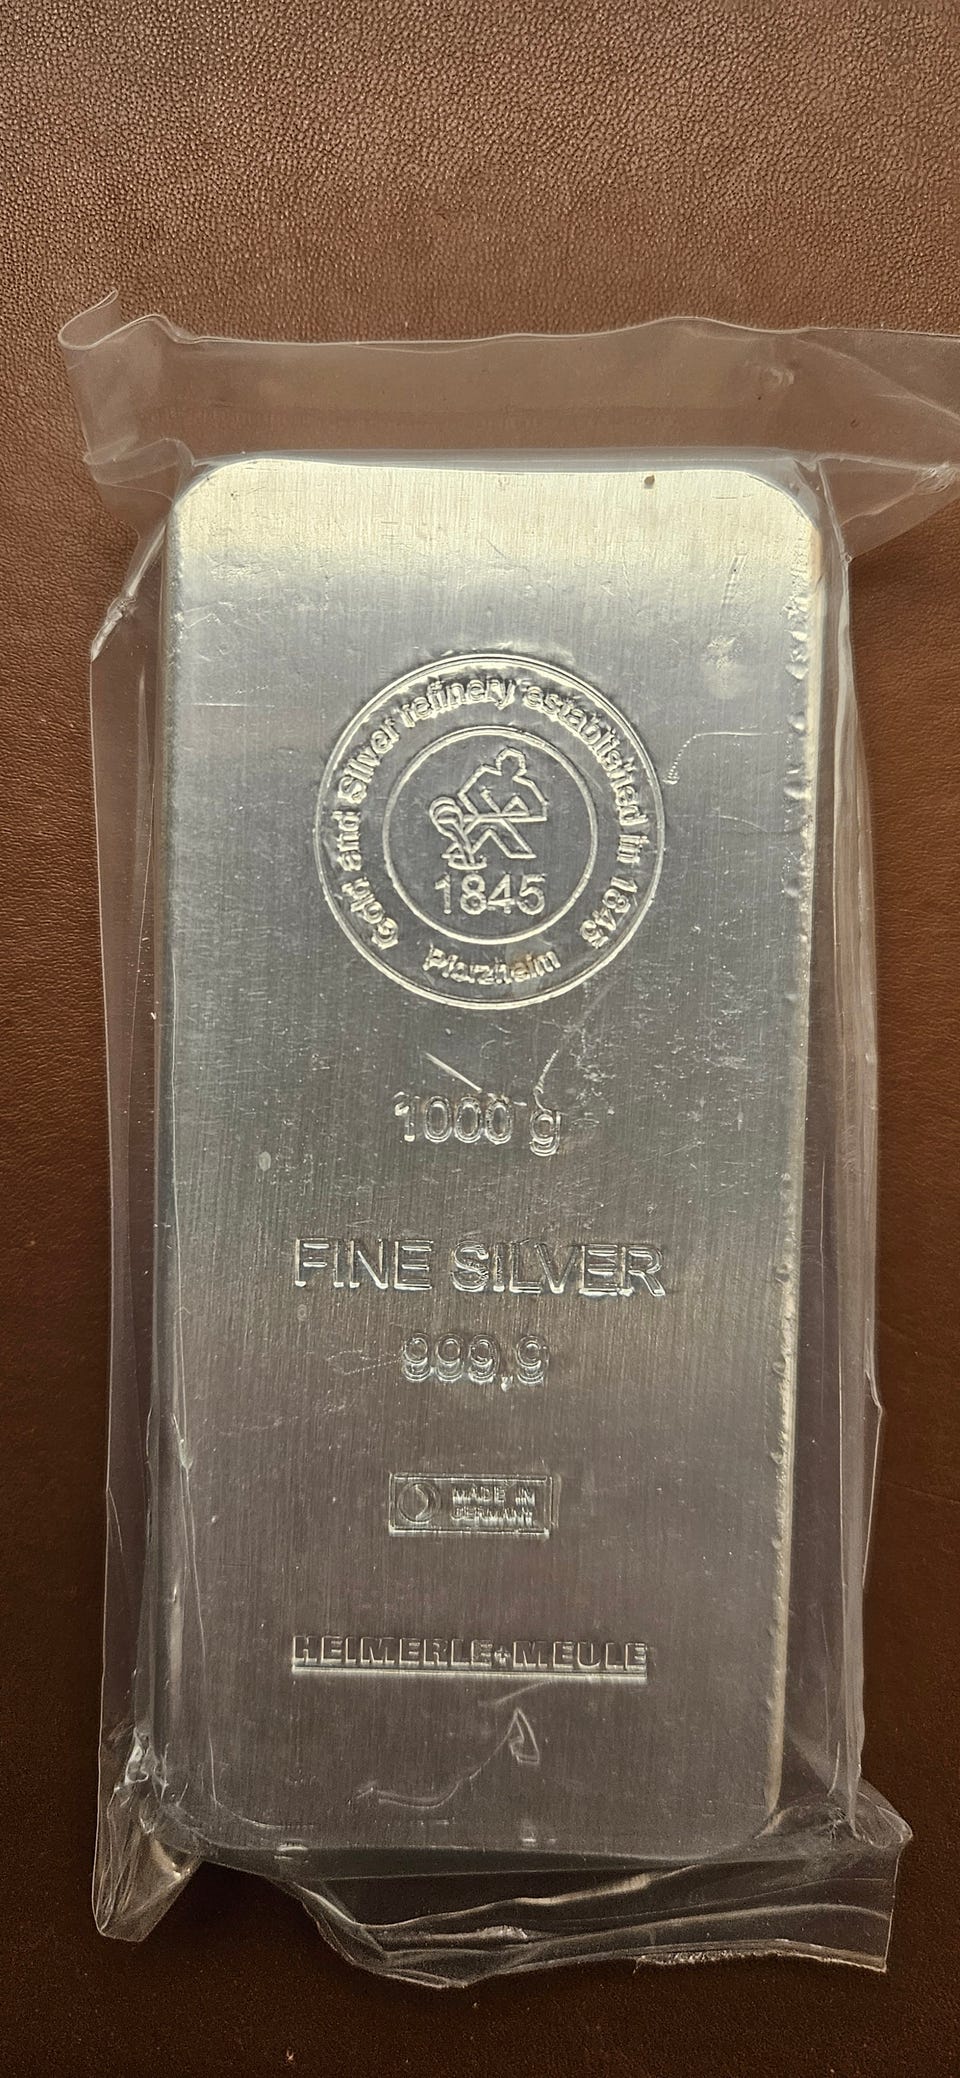 Gold and Silver refinery established in 1845
1845
Pforzheim
1000 g
FINE SILVER
999,9
MADE IN
GERMANY
HEIMERLE+MEULE